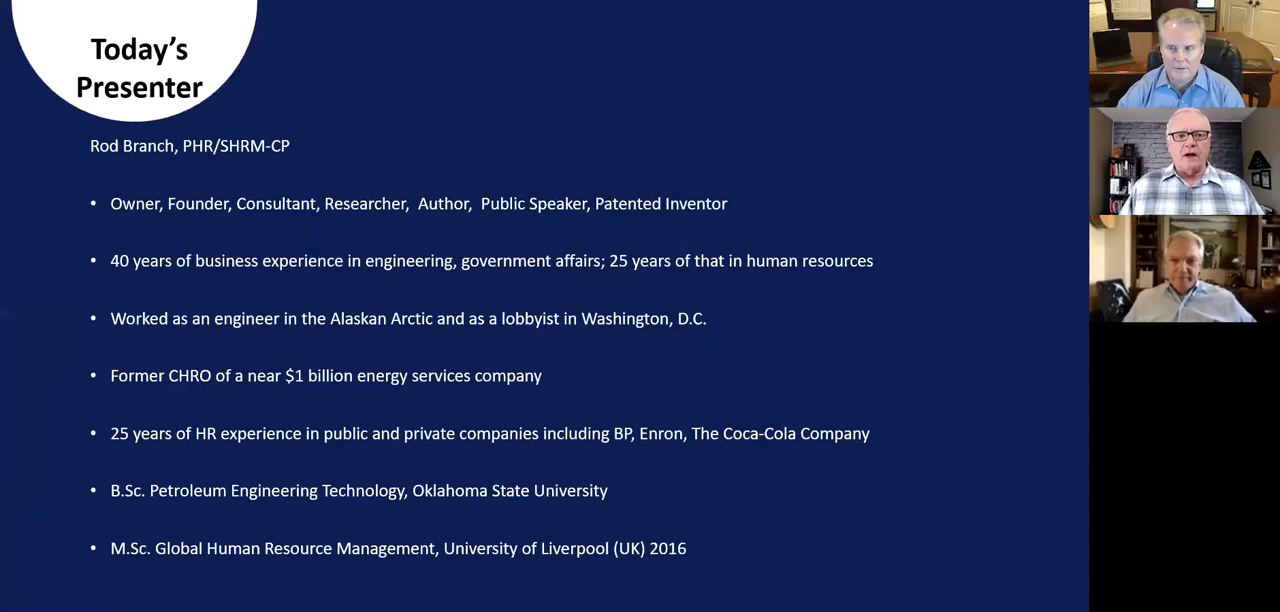 Today’s
Presenter
Rod Branch, PHR/SHRM-CP
• Owner, Founder, Consultant, Researcher, Author, Public Speaker, Patented Inventor
• 40 years of business experience in engineering, government affairs; 25 years of that in human resources
• Worked as an engineer in the Alaskan Arctic and as a lobbyist in Washington, D.C.
• Former CHRO of a near $1 billion energy services company
• 25 years of HR experience in public and private companies including BP, Enron, The Coca-Cola Company
• B.Sc. Petroleum Engineering Technology, Oklahoma State University
• M.Sc. Global Human Resource Management, University of Liverpool (UK) 2016